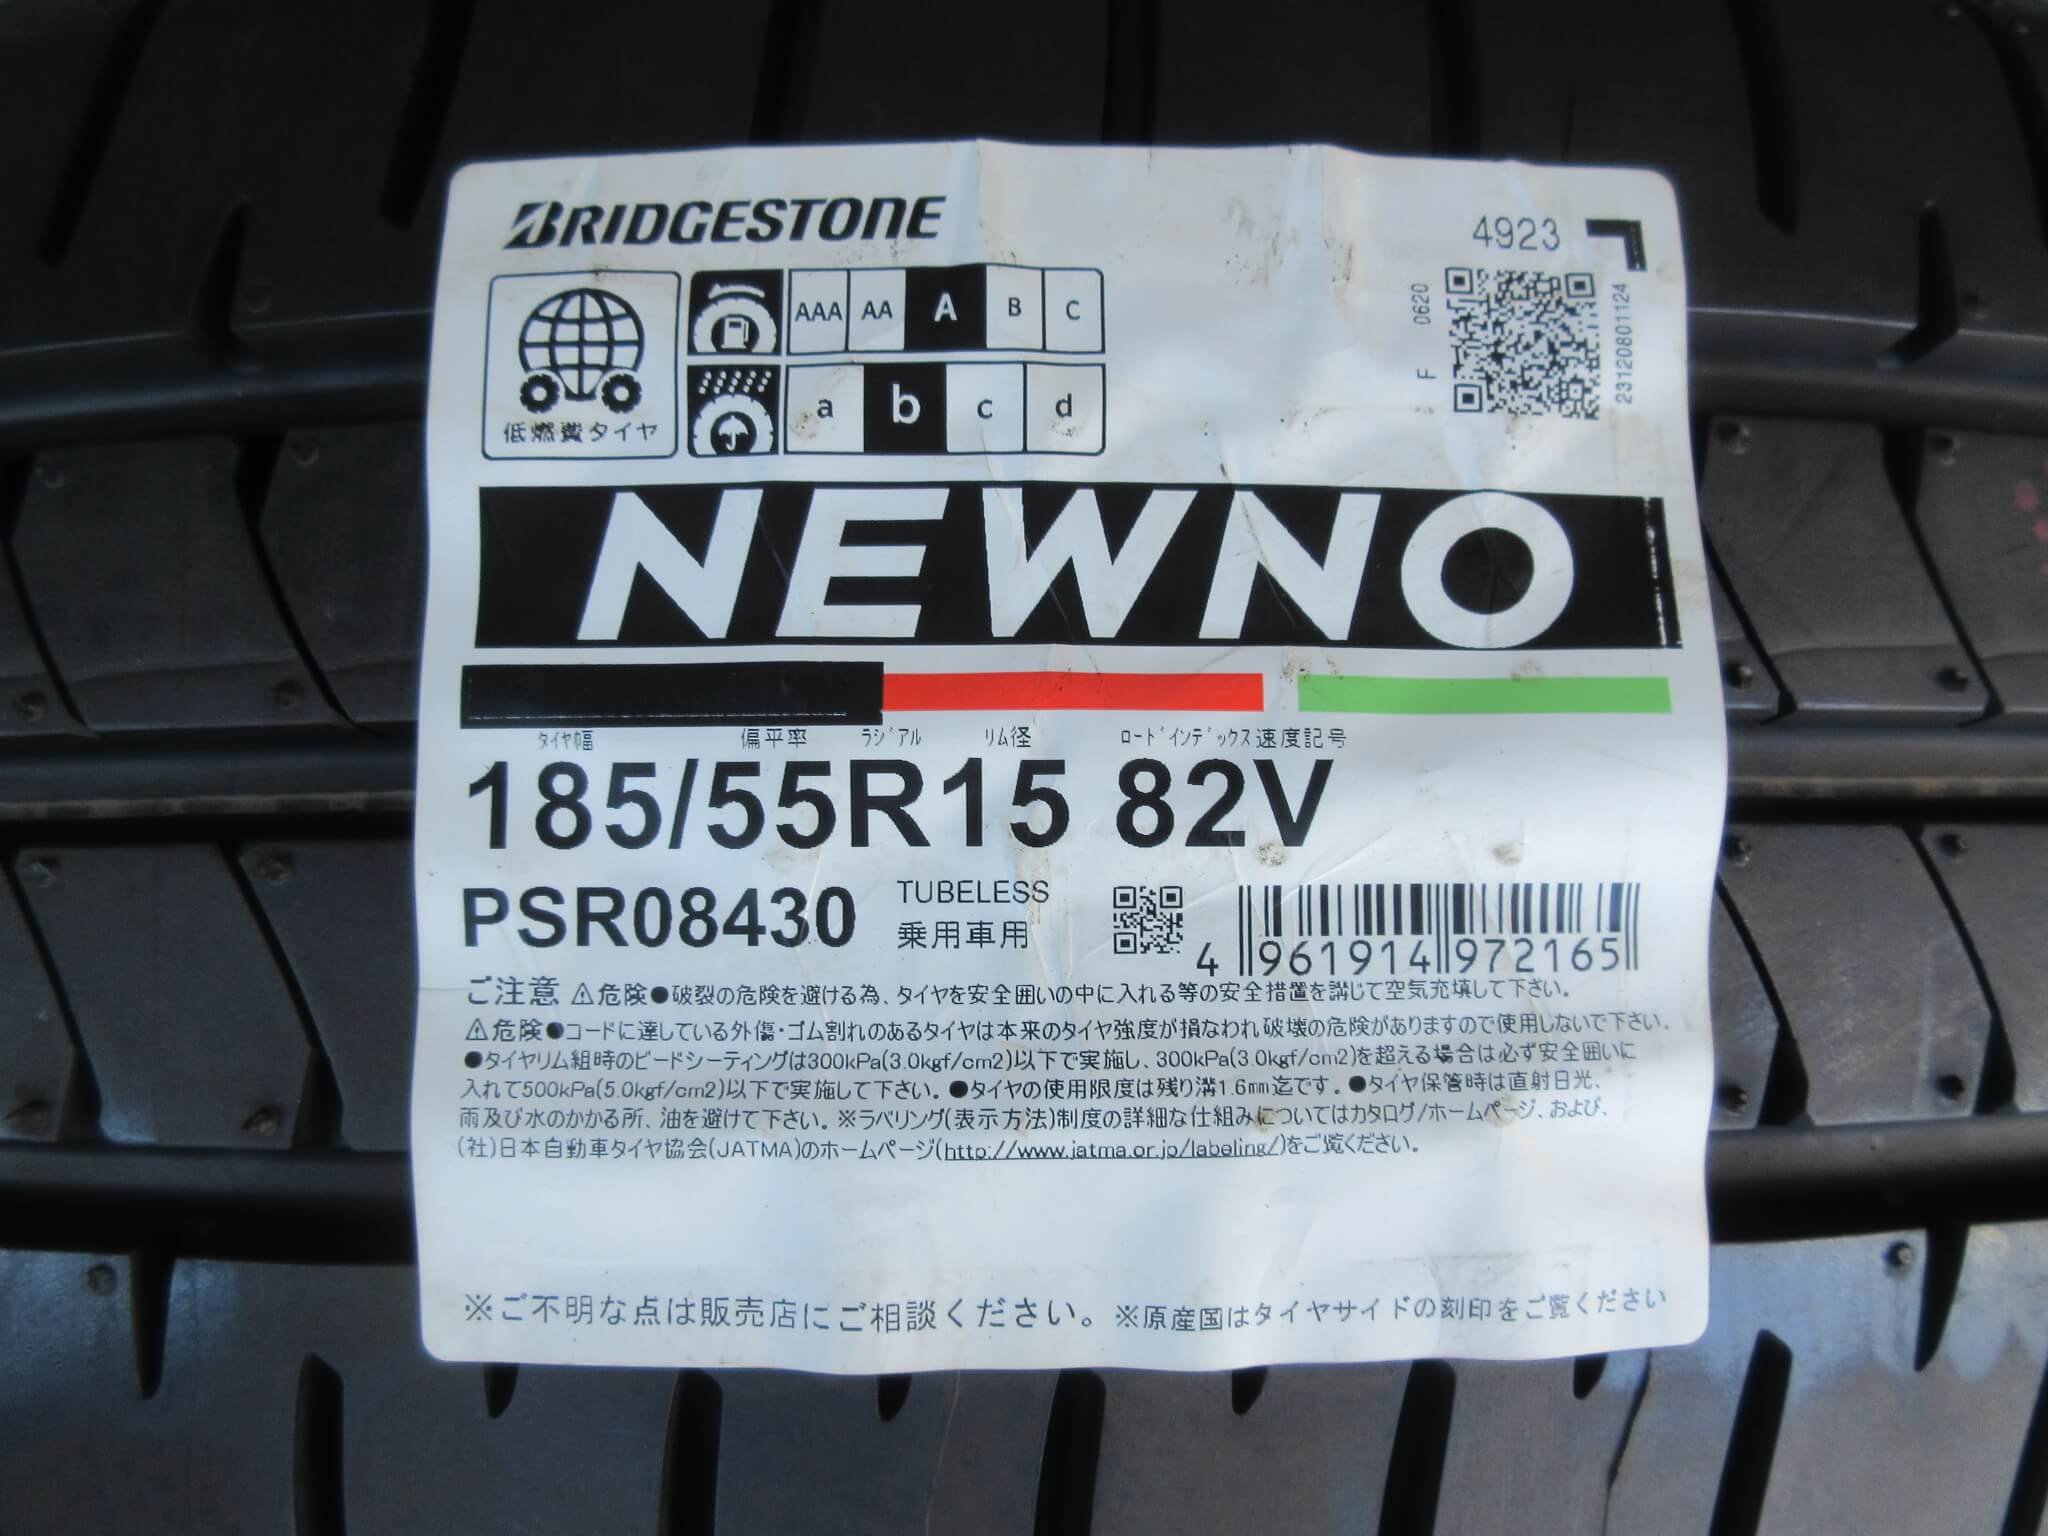 BRIDGESTONE
4923
F 0620
231208011​24
低燃費タイヤ
AAA AA A B C
a b c d
NEWNO
タイヤ幅 偏平率 ラジアル リム径 ロードインデックス 速度記号
185/55R15 82V
PSR08430
TUBELESS
乗用車用
4 961914 972165
ご注意 ⚠危険●破裂の危険を避ける為、タイヤを安全囲いの中に入れる等の安全措置を講じて空気充填して下さい。
⚠危険●コードに達している外傷・ゴム割れのあるタイヤは本来のタイヤ強度が損なわれ破壊の危険がありますので使用しないで下さい。
●タイヤリム組時のビードシーティングは300kPa(3.0kgf/cm2)以下で実施し、300kPa(3.0kgf/cm2)を超える場合は必ず安全囲いに
入れて500kPa(5.0kgf/cm2)以下で実施して下さい。●タイヤの使用限度は残り溝1.6mm迄です。●タイヤ保管時は直射日光、
雨及び水のかかる所、油を避けて下さい。※ラベリング(表示方法)制度の詳細な仕組みについてはカタログ/ホームページ、および、
(社)日本自動車タイヤ協会(JATMA)のホームページ(http://www.jatma.or.jp/labeling/)をご覧ください。
※ご不明な点は販売店にご相談ください。※原産国はタイヤサイドの刻印をご覧ください